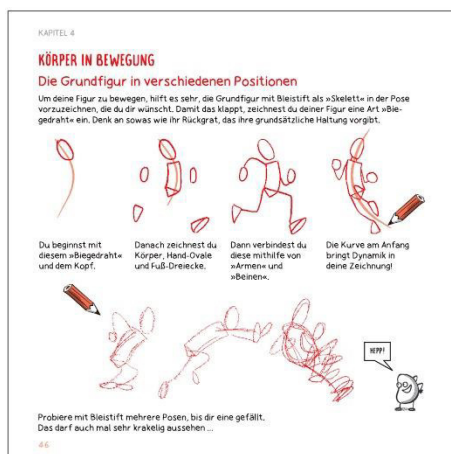 KAPITEL 4
KÖRPER IN BEWEGUNG
Die Grundfigur in verschiedenen Positionen
Um deine Figur zu bewegen, hilft es sehr, die Grundfigur mit Bleistift als »Skelett« in der Pose
vorzuzeichnen, die du dir wünscht. Damit das klappt, zeichnest du deiner Figur eine Art »Bie-
gedraht« ein. Denk an sowas wie ihr Rückgrat, das ihre grundsätzliche Haltung vorgibt.
Du beginnst mit
diesem »Biegedraht«
und dem Kopf.
Danach zeichnest du
Körper, Hand-Ovale
und Fuß-Dreiecke.
Dann verbindest du
diese mithilfe von
»Armen« und
»Beinen«.
Die Kurve am Anfang
bringt Dynamik in
deine Zeichnung!
HEPP!
Probiere mit Bleistift mehrere Posen, bis dir eine gefällt.
Das darf auch mal sehr krakelig aussehen ...
46